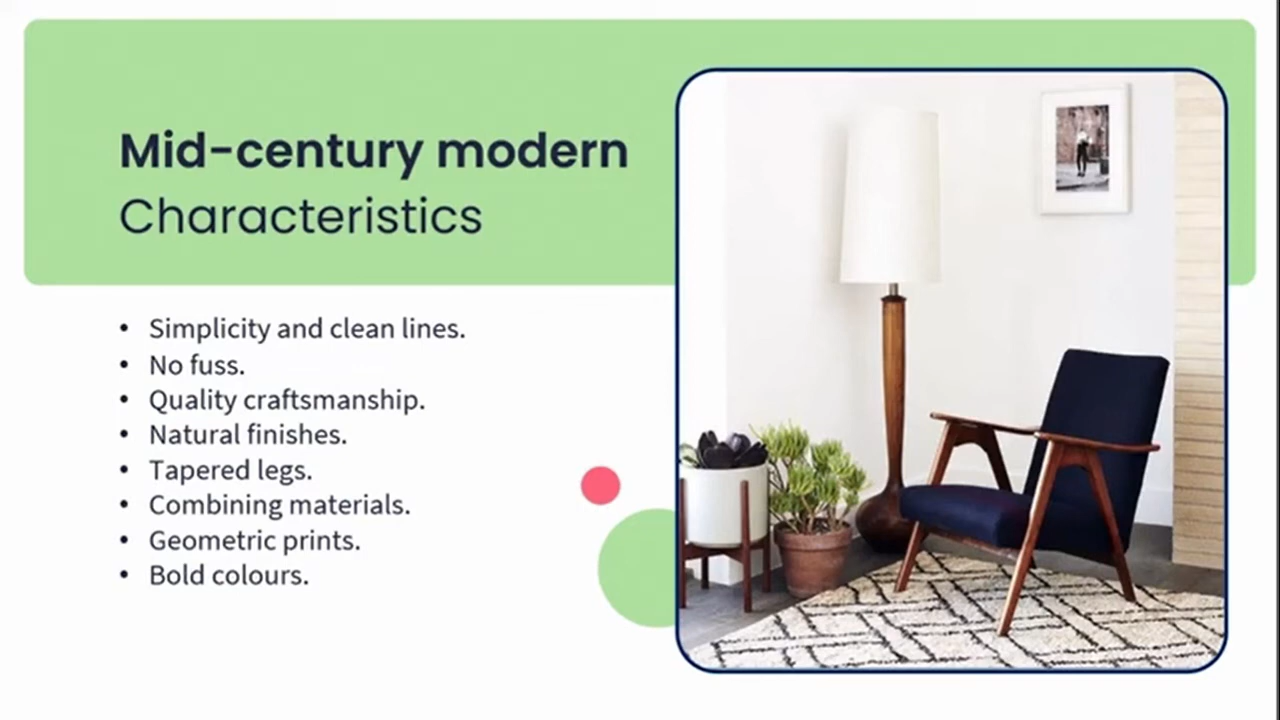 Mid-century modern
Characteristics
• Simplicity and clean lines.
• No fuss.
• Quality craftsmanship.
• Natural finishes.
• Tapered legs.
• Combining materials.
• Geometric prints.
• Bold colours.